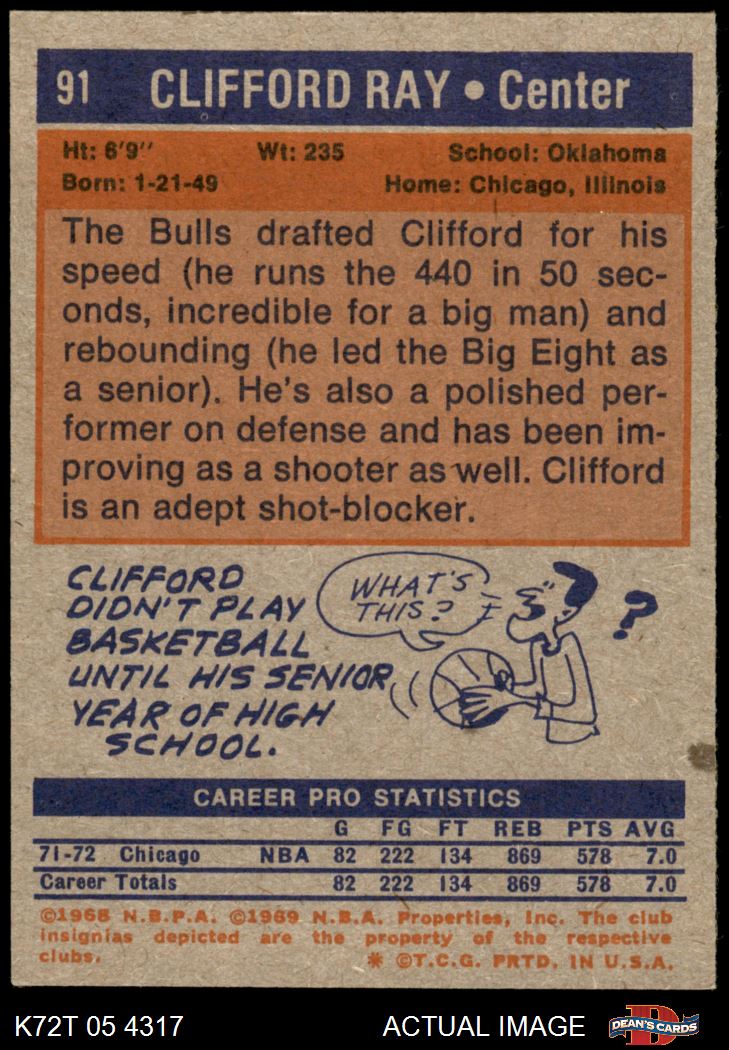 91 CLIFFORD RAY • Center
Ht: 6'9'' Wt: 235 School: Oklahoma
Born: 1-21-49 Home: Chicago, Illinois
The Bulls drafted Clifford for his
speed (he runs the 440 in 50 sec-
onds, incredible for a big man) and
rebounding (he led the Big Eight as
a senior). He's also a polished per-
former on defense and has been im-
proving as a shooter as well. Clifford
is an adept shot-blocker.
CLIFFORD
DIDN'T PLAY
BASKETBALL
UNTIL HIS SENIOR
YEAR OF HIGH
SCHOOL.
WHAT'S
THIS?
?
CAREER PRO STATISTICS
G FG FT REB PTS AVG
71-72 Chicago NBA 82 222 134 869 578 7.0
Career Totals 82 222 134 869 578 7.0
©1968 N.B.P.A. ©1969 N.B.A. Properties, Inc. The club
insignias depicted are the property of the respective
clubs. * ©T.C.G. PRTD. IN U.S.A.
K72T 05 4317 ACTUAL IMAGE DEAN'S CARDS